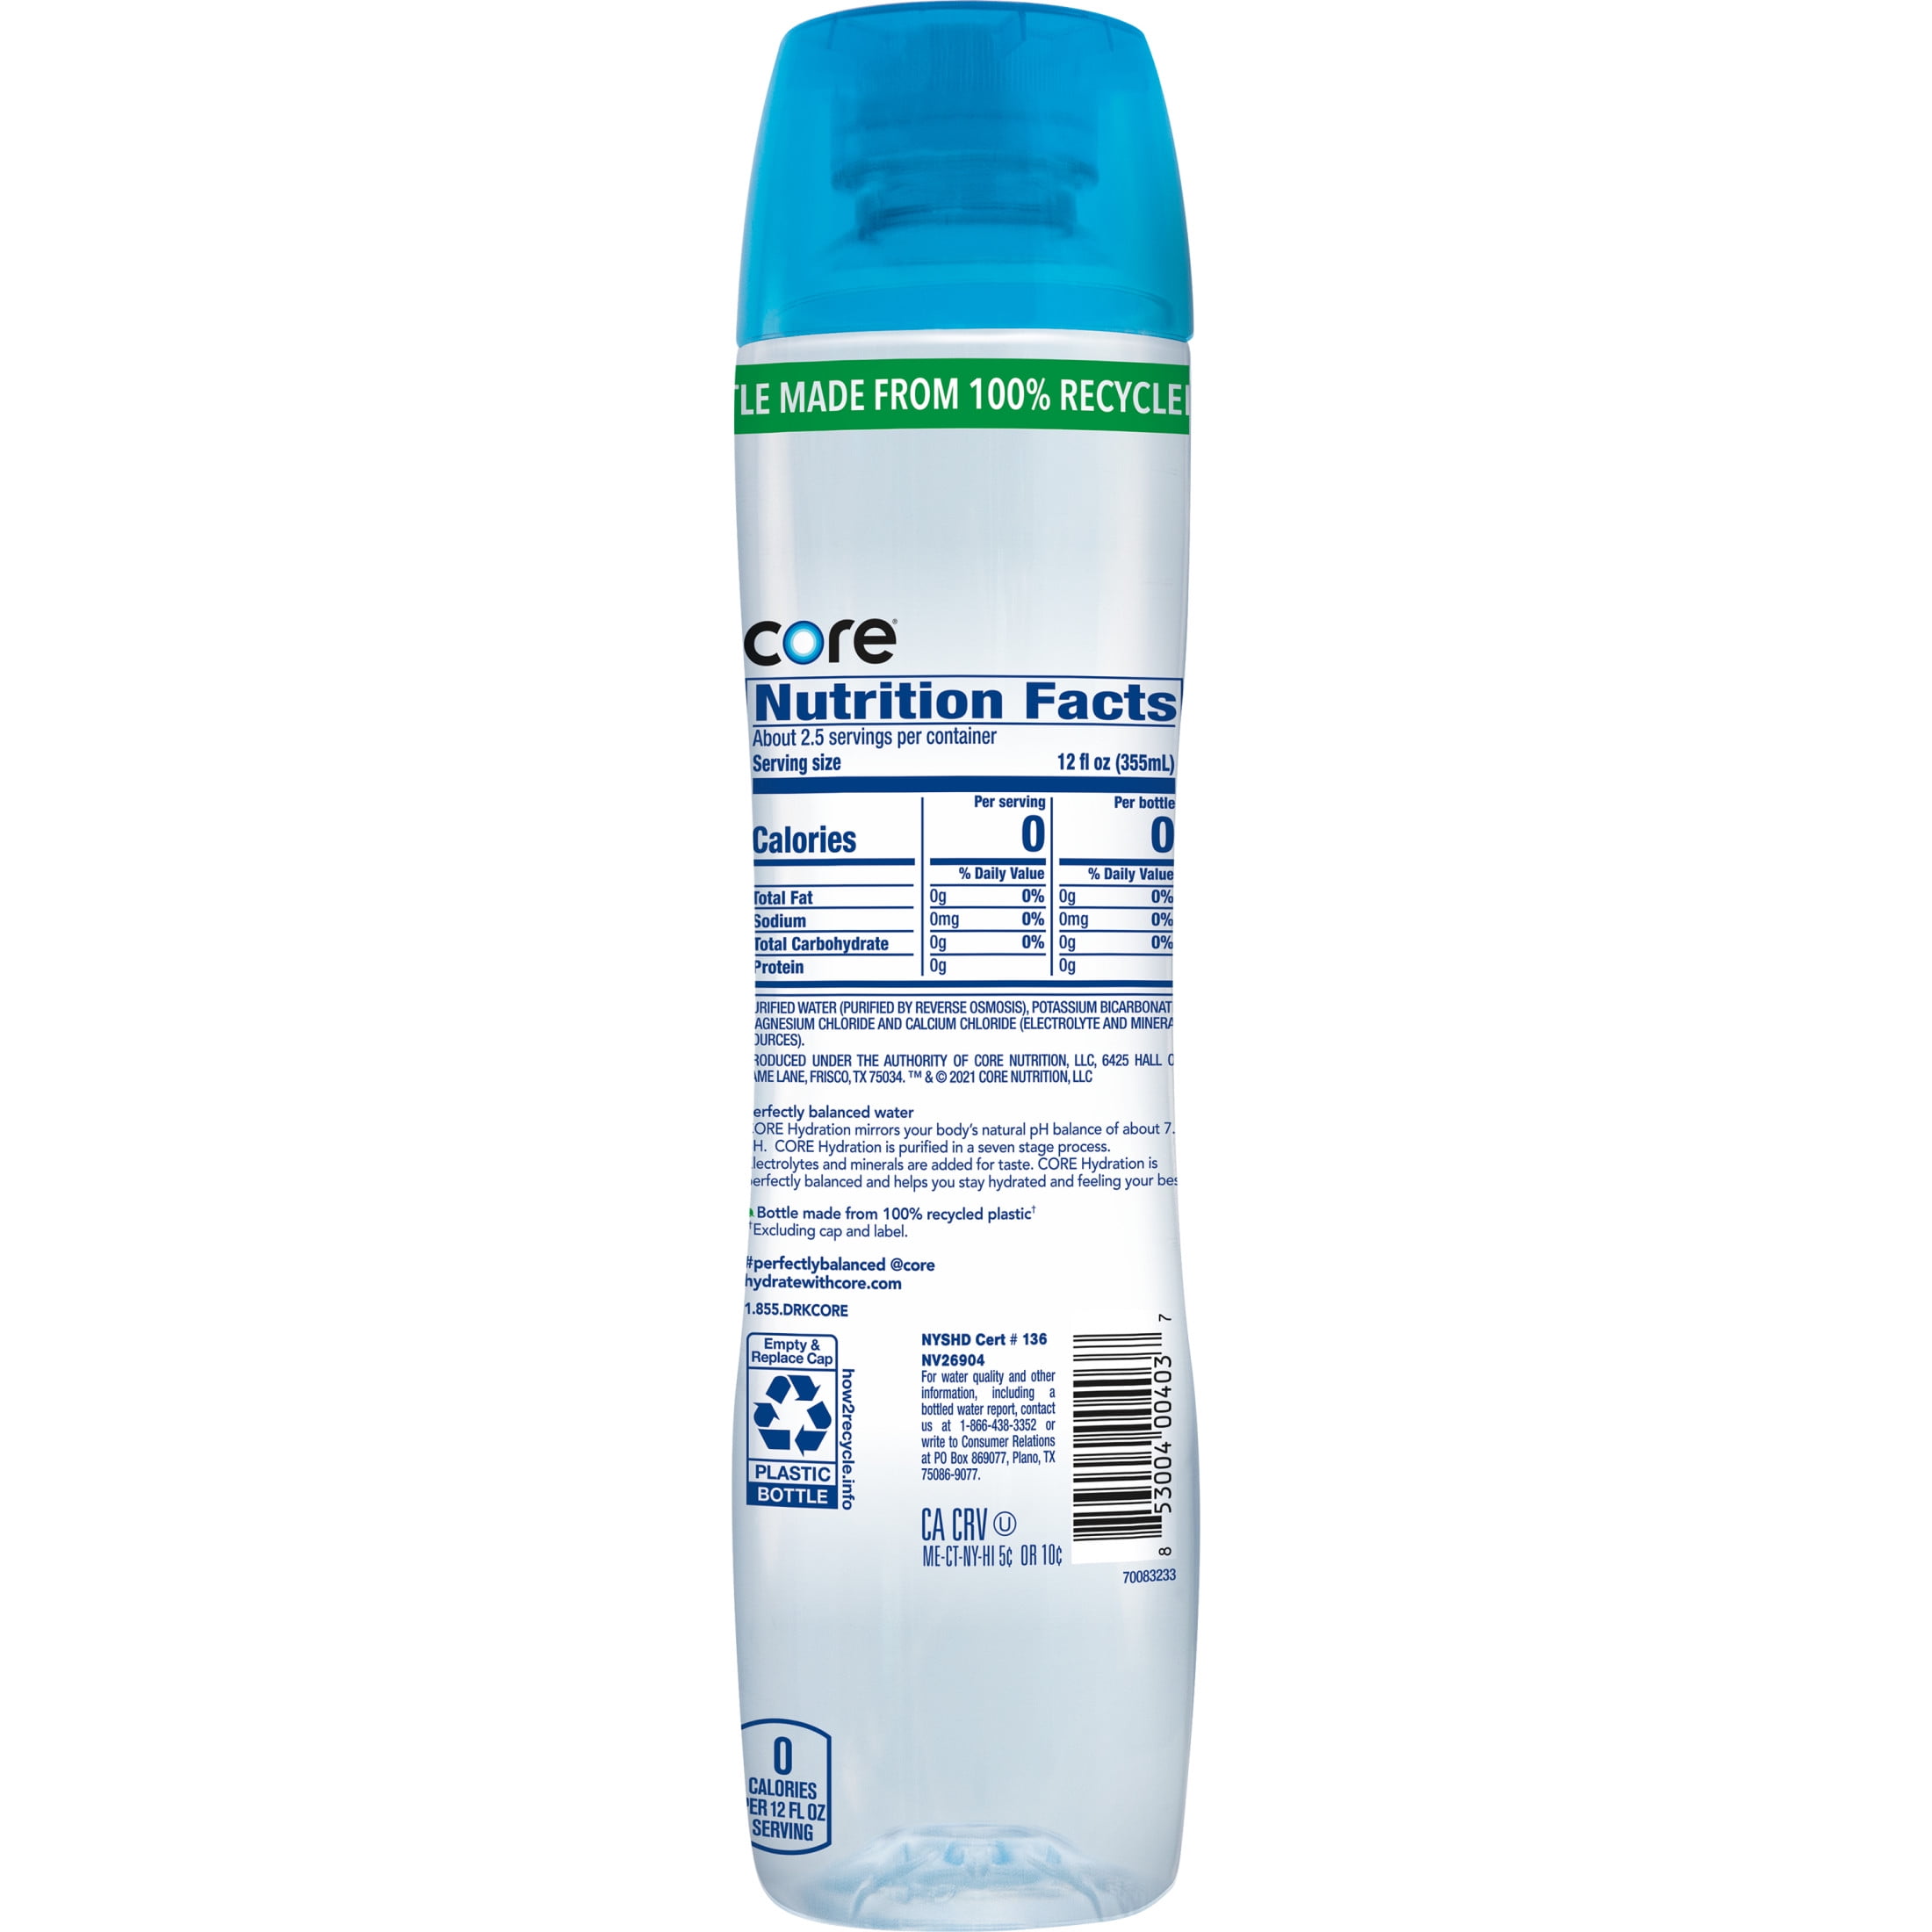 TLE MADE FROM 100% RECYCLE
core®
Nutrition Facts
About 2.5 servings per container
Serving size 12 fl oz (355mL)
Per serving Per bottle
Calories 0 0
% Daily Value % Daily Value
Total Fat 0g 0% 0g 0%
Sodium 0mg 0% 0mg 0%
Total Carbohydrate 0g 0% 0g 0%
Protein 0g 0g
URIFIED WATER (PURIFIED BY REVERSE OSMOSIS), POTASSIUM BICARBONAT
AGNESIUM CHLORIDE AND CALCIUM CHLORIDE (ELECTROLYTE AND MINERA
OURCES).
RODUCED UNDER THE AUTHORITY OF CORE NUTRITION, LLC, 6425 HALL O
AME LANE, FRISCO, TX 75034. ™ & © 2021 CORE NUTRITION, LLC
erfectly balanced water
CORE Hydration mirrors your body's natural pH balance of about 7.
H. CORE Hydration is purified in a seven stage process.
lectrolytes and minerals are added for taste. CORE Hydration is
perfectly balanced and helps you stay hydrated and feeling your bes
Bottle made from 100% recycled plastic†
†Excluding cap and label.
#perfectlybalanced @core
hydratewithcore.com
1.855.DRKCORE
Empty &
Replace Cap
PLASTIC
BOTTLE
how2recycle.info
NYSHD Cert # 136
NV26904
For water quality and other
information, including a
bottled water report, contact
us at 1-866-438-3352 or
write to Consumer Relations
at PO Box 869077, Plano, TX
75086-9077.
CA CRV U
ME-CT-NY-HI 5¢ OR 10¢
8 53004 00403 7
70083233
0
CALORIES
PER 12 FL OZ
SERVING